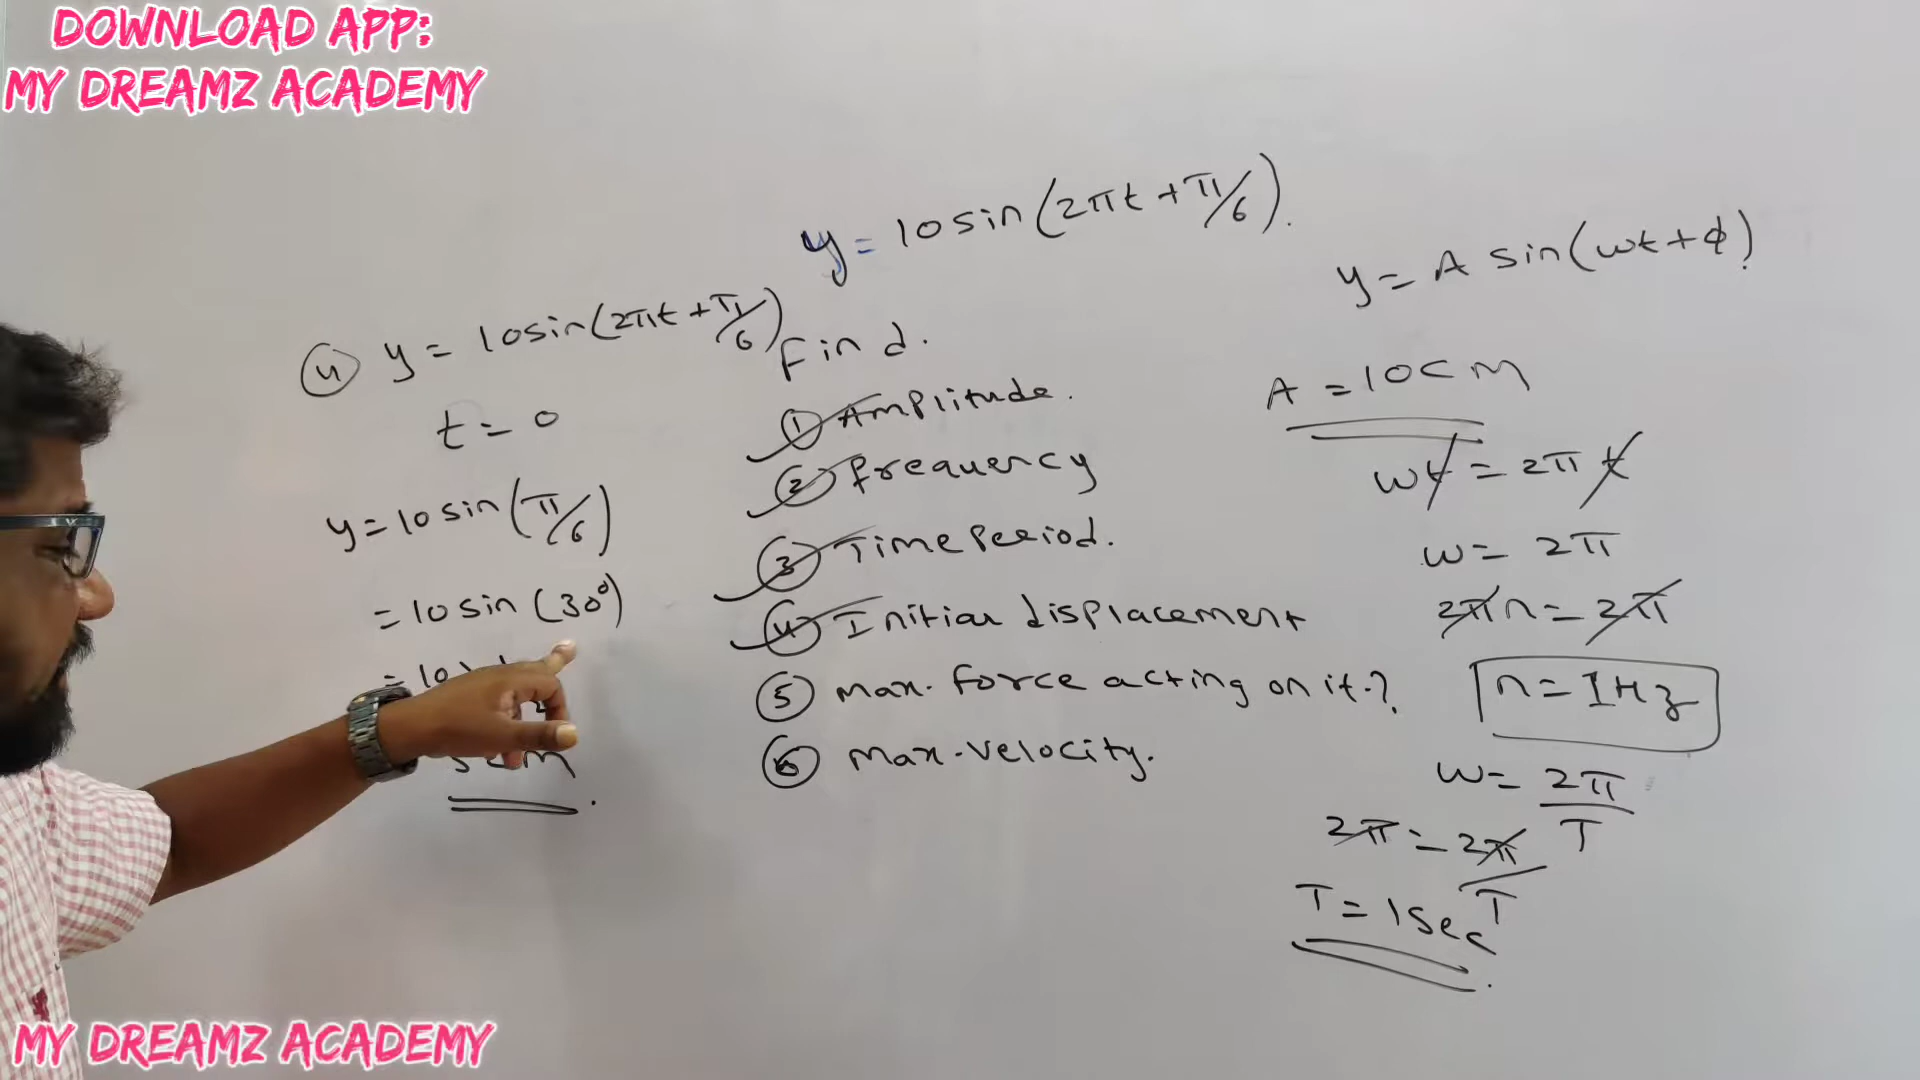 DOWNLOAD APP:
MY DREAMZ ACADEMY
y = 10 sin (2πt + π/6).
y = A sin (ωt + ϕ).
④ y = 10 sin (2πt + π/6)
t = 0
y = 10 sin (π/6)
= 10 sin (30°)
= 10
5cm
Find.
① Amplitude.
② frequency
③ Time Period.
④ Initial displacement
⑤ max. force acting on it.?
⑥ max. velocity.
A = 10cm
ωt = 2πt
ω = 2π
2πn = 2π
n = 1Hz
ω = 2π/T
2π = 2π/T
T = 1sec
MY DREAMZ ACADEMY